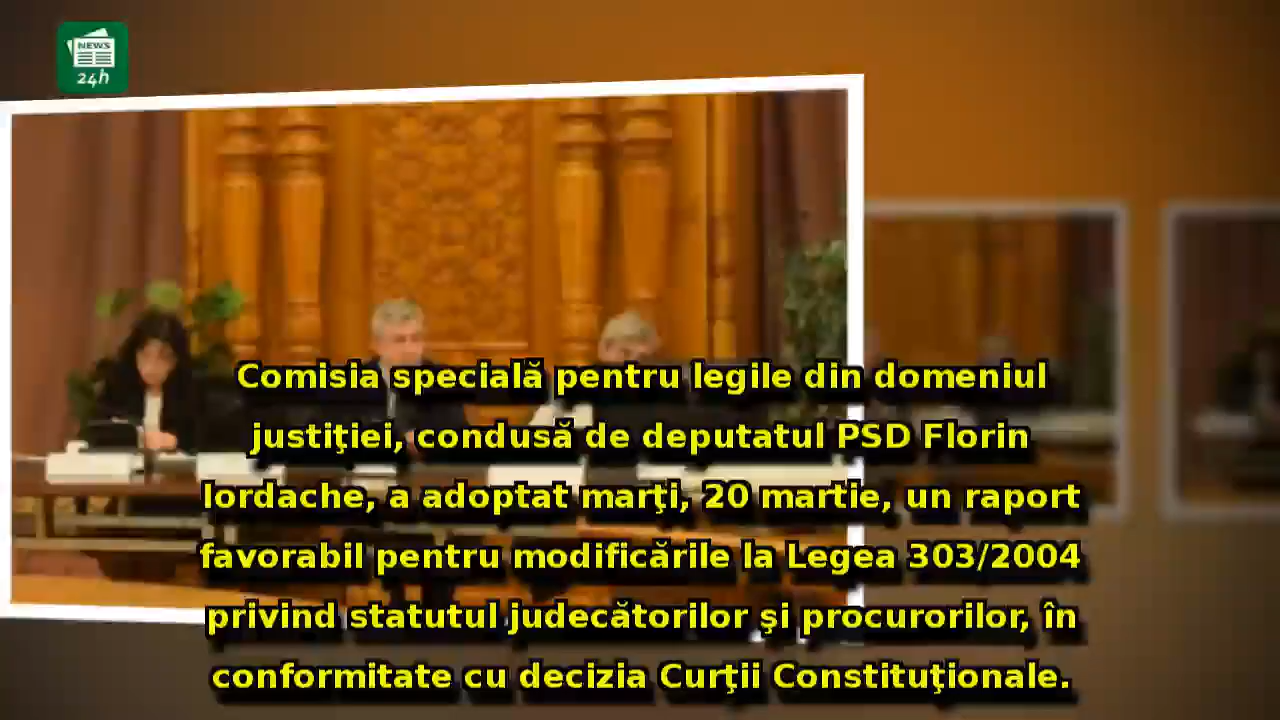 NEWS
24h
Comisia specială pentru legile din domeniul
justiţiei, condusă de deputatul PSD Florin
Iordache, a adoptat marţi, 20 martie, un raport
favorabil pentru modificările la Legea 303/2004
privind statutul judecătorilor şi procurorilor, în
conformitate cu decizia Curţii Constituţionale.